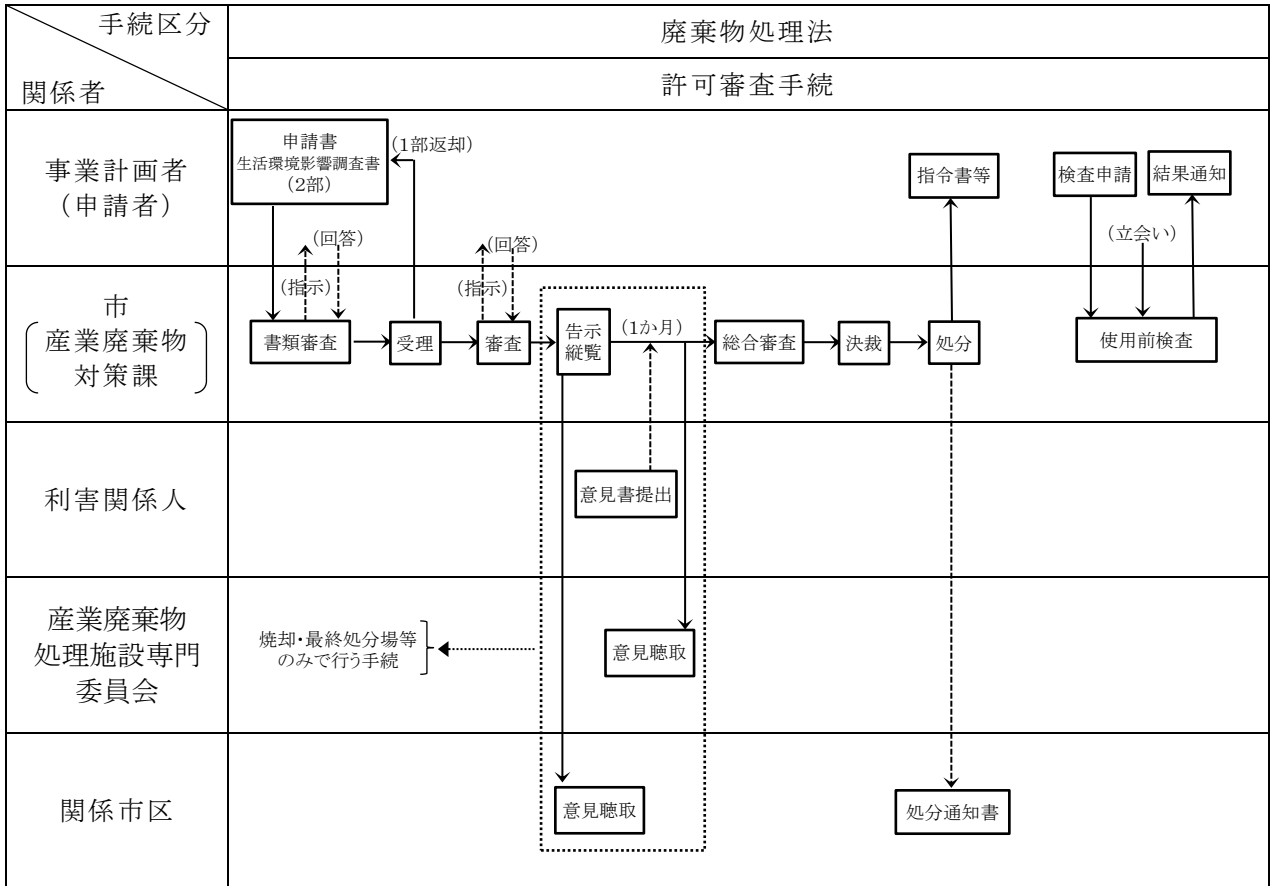 手続区分
関係者
廃棄物処理法
許可審査手続
事業計画者
（申請者）
申請書
生活環境影響調査書
（2部）
（1部返却）
（回答）
（指示）
（回答）
（指示）
指令書等
検査申請
結果通知
（立会い）
市
産業廃棄物
対策課
書類審査
受理
審査
告示
縦覧
（1か月）
総合審査
決裁
処分
使用前検査
利害関係人
意見書提出
産業廃棄物
処理施設専門
委員会
焼却・最終処分場等
のみで行う手続
意見聴取
関係市区
意見聴取
処分通知書